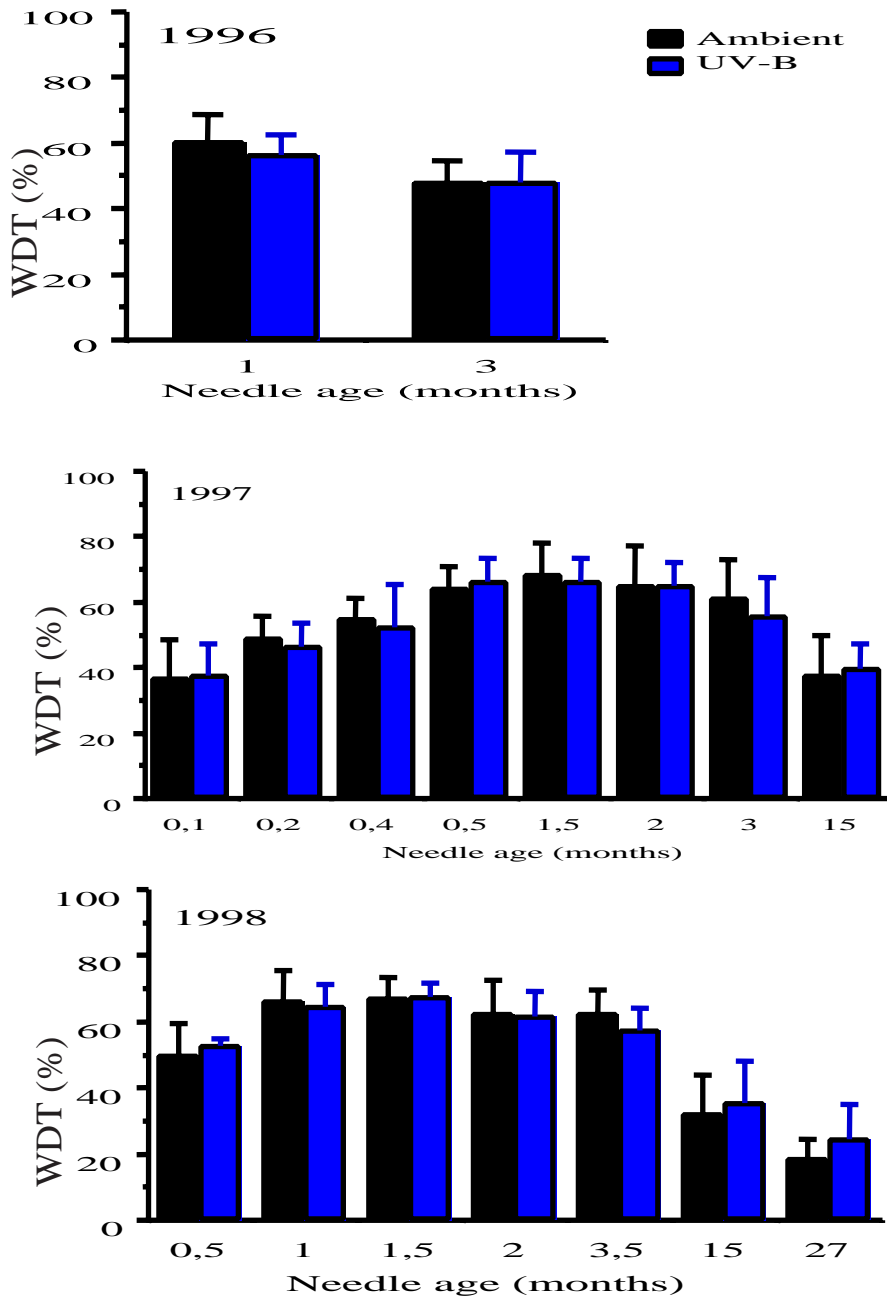 100
1996
Ambient
UV-B
80
60
40
20
0
WDT (%)
1 3
Needle age (months)
100
1997
80
60
40
20
0
WDT (%)
0,1 0,2 0,4 0,5 1,5 2 3 15
Needle age (months)
100
1998
80
60
40
20
0
WDT (%)
0,5 1 1,5 2 3,5 15 27
Needle age (months)